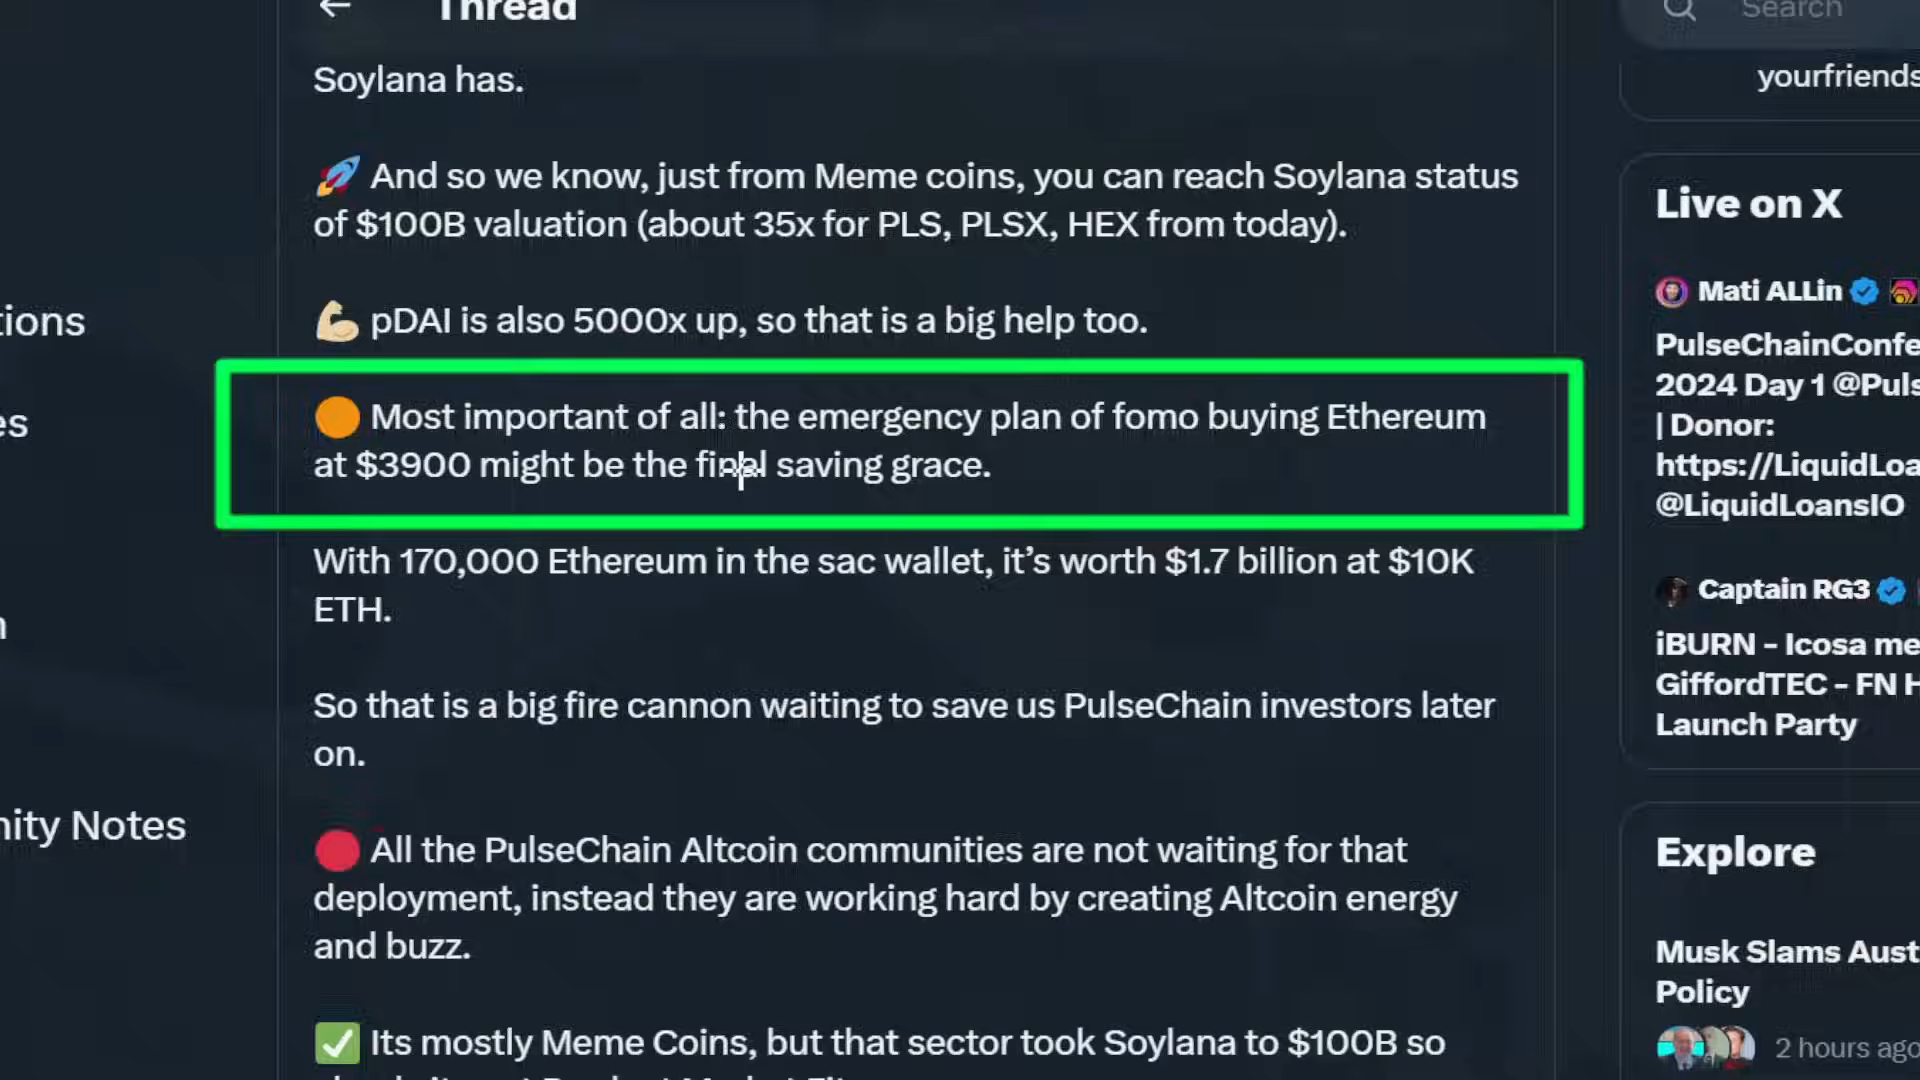 Thread
Soylana has.
🚀 And so we know, just from Meme coins, you can reach Soylana status
of $100B valuation (about 35x for PLS, PLSX, HEX from today).
💪🏼 pDAI is also 5000x up, so that is a big help too.
🟠 Most important of all: the emergency plan of fomo buying Ethereum
at $3900 might be the final saving grace.
With 170,000 Ethereum in the sac wallet, it’s worth $1.7 billion at $10K
ETH.
So that is a big fire cannon waiting to save us PulseChain investors later
on.
🔴 All the PulseChain Altcoin communities are not waiting for that
deployment, instead they are working hard by creating Altcoin energy
and buzz.
✅ Its mostly Meme Coins, but that sector took Soylana to $100B so
tions
es
nity Notes
Search
yourfriends
Live on X
Mati ALLin
PulseChainConfe
2024 Day 1 @Puls
| Donor:
https://LiquidLoa
@LiquidLoansIO
Captain RG3
iBURN - Icosa me
GiffordTEC - FN H
Launch Party
Explore
Musk Slams Aust
Policy
2 hours ago